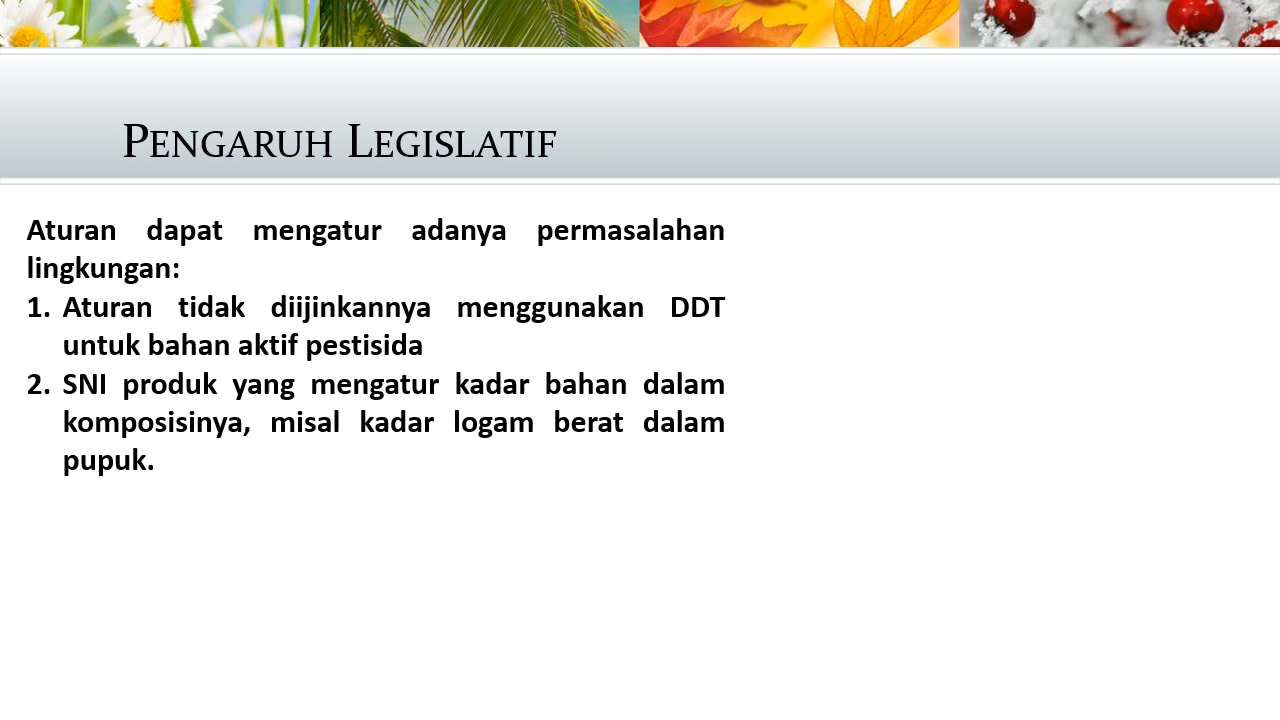 PENGARUH LEGISLATIF
Aturan dapat mengatur adanya permasalahan
lingkungan:
1. Aturan tidak diijinkannya menggunakan DDT
untuk bahan aktif pestisida
2. SNI produk yang mengatur kadar bahan dalam
komposisinya, misal kadar logam berat dalam
pupuk.